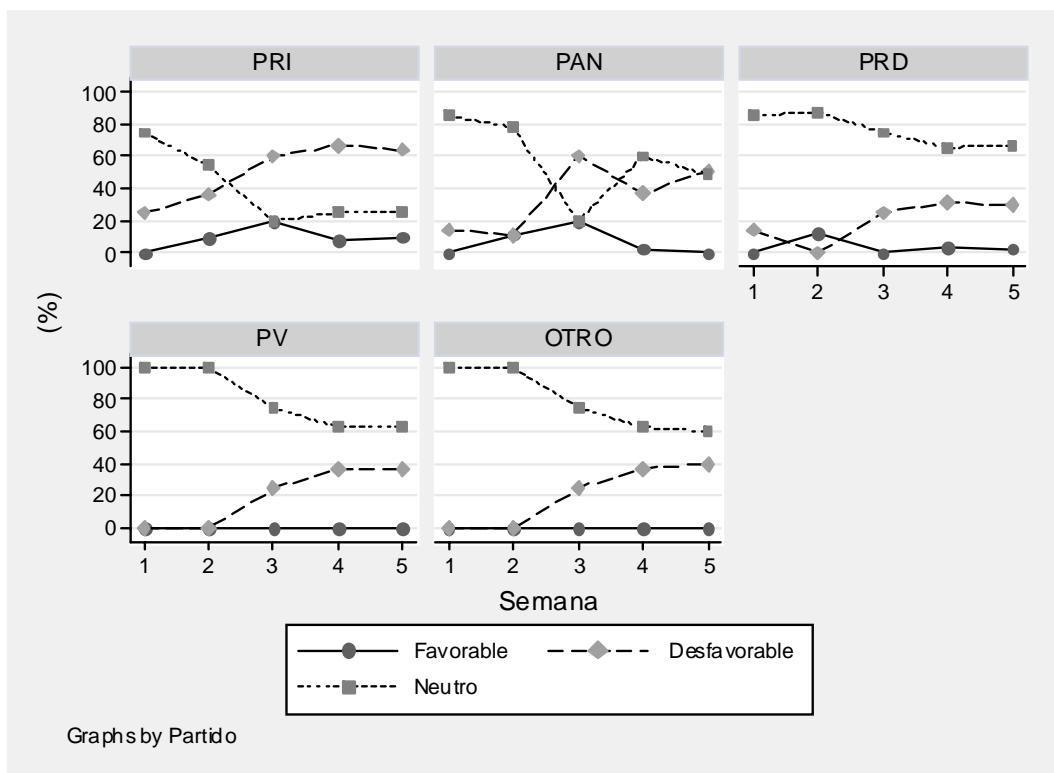 PRI
PAN
PRD
100
80
60
40
20
0
1 2 3 4 5
(%)
PV
OTRO
100
80
60
40
20
0
1 2 3 4 5
1 2 3 4 5
Semana
Favorable
Desfavorable
Neutro
Graphs by Partido